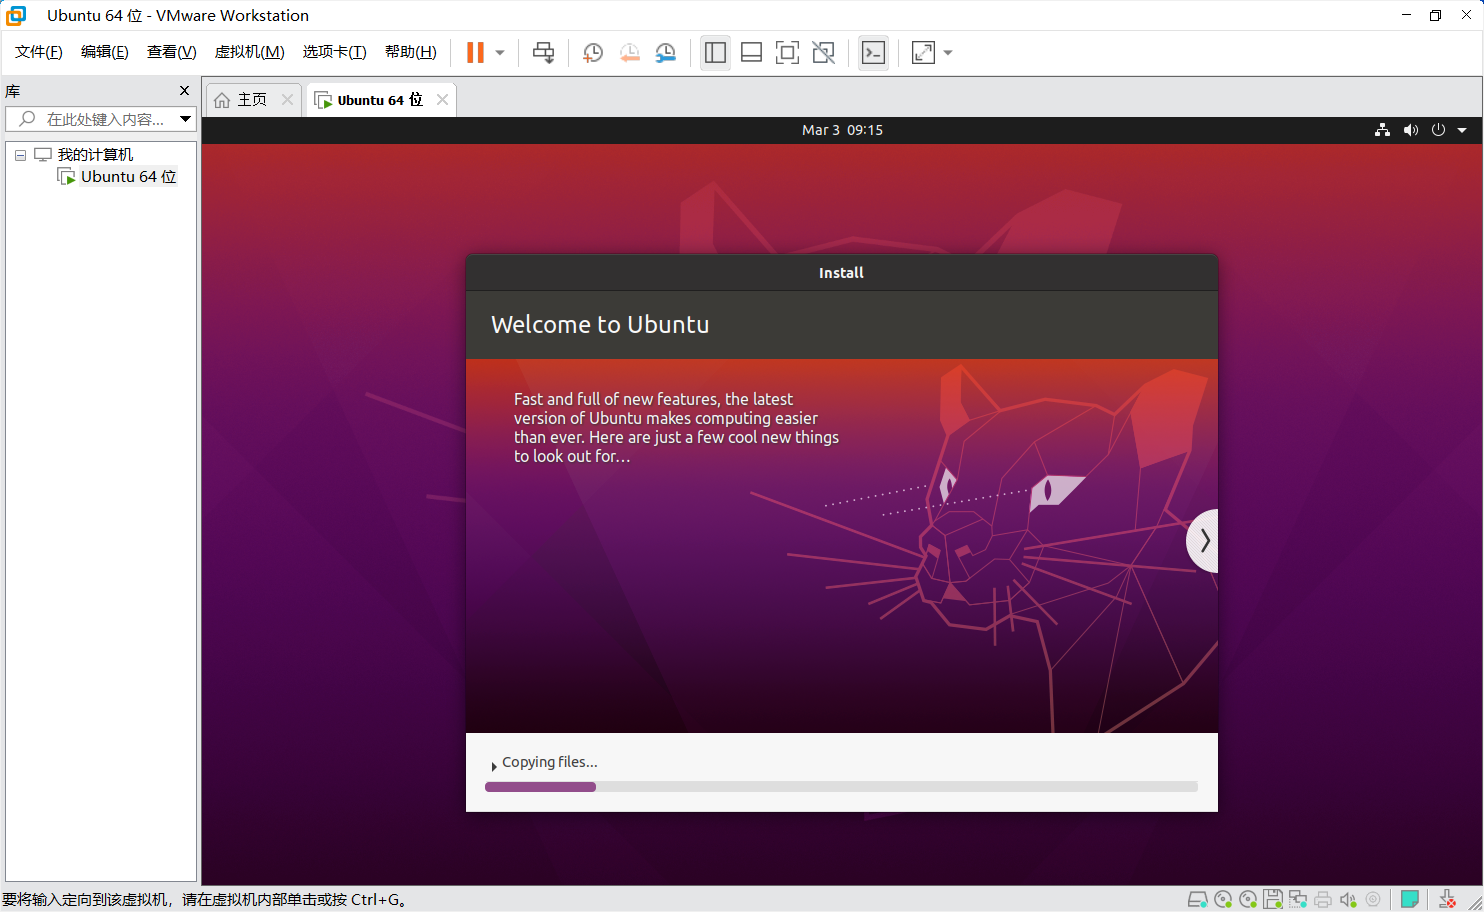 Ubuntu 64 位 - VMware Workstation
文件(F) 编辑(E) 查看(V) 虚拟机(M) 选项卡(T) 帮助(H)
库
在此处键入内容...
我的计算机
Ubuntu 64 位
主页
Ubuntu 64 位
Mar 3 09:15
Install
Welcome to Ubuntu
Fast and full of new features, the latest
version of Ubuntu makes computing easier
than ever. Here are just a few cool new things
to look out for…
Copying files...
要将输入定向到该虚拟机，请在虚拟机内部单击或按 Ctrl+G。